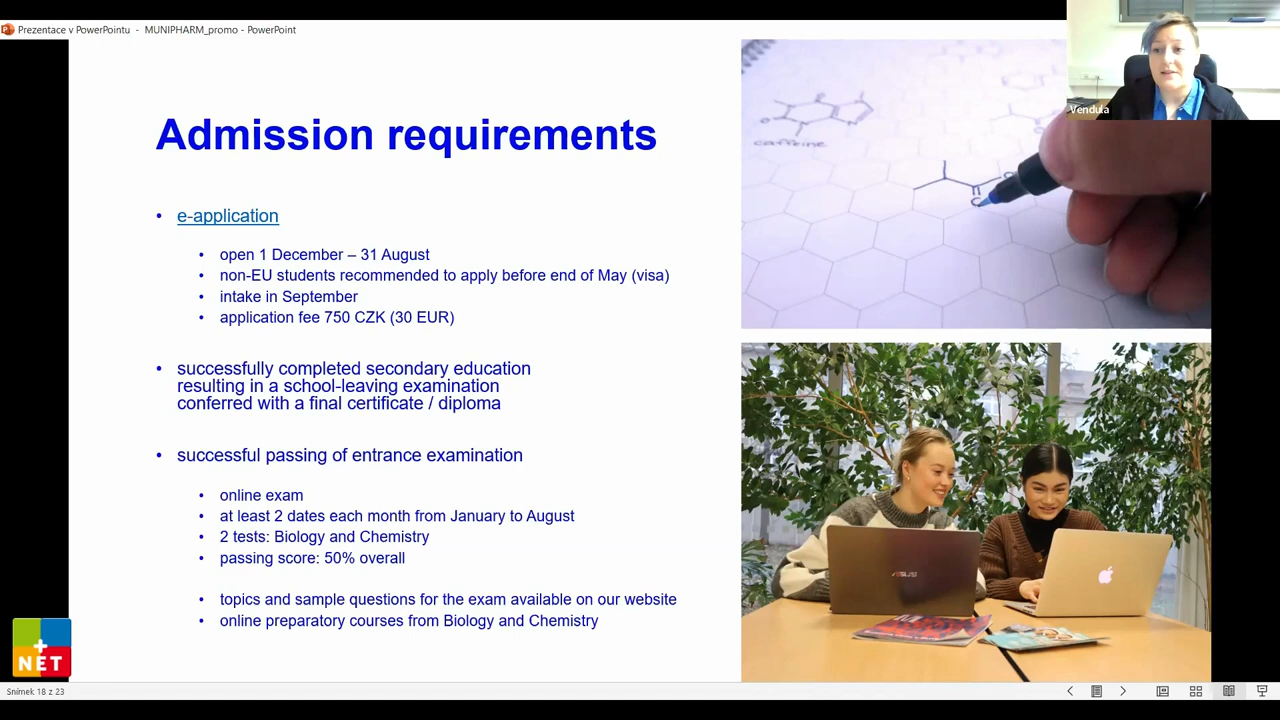 Prezentace v PowerPointu - MUNIPHARM_promo - PowerPoint
Vendula
Admission requirements
• e-application
• open 1 December – 31 August
• non-EU students recommended to apply before end of May (visa)
• intake in September
• application fee 750 CZK (30 EUR)
• successfully completed secondary education
resulting in a school-leaving examination
conferred with a final certificate / diploma
• successful passing of entrance examination
• online exam
• at least 2 dates each month from January to August
• 2 tests: Biology and Chemistry
• passing score: 50% overall
• topics and sample questions for the exam available on our website
• online preparatory courses from Biology and Chemistry
caffeine
ASUS
+
NET
Snímek 18 z 23